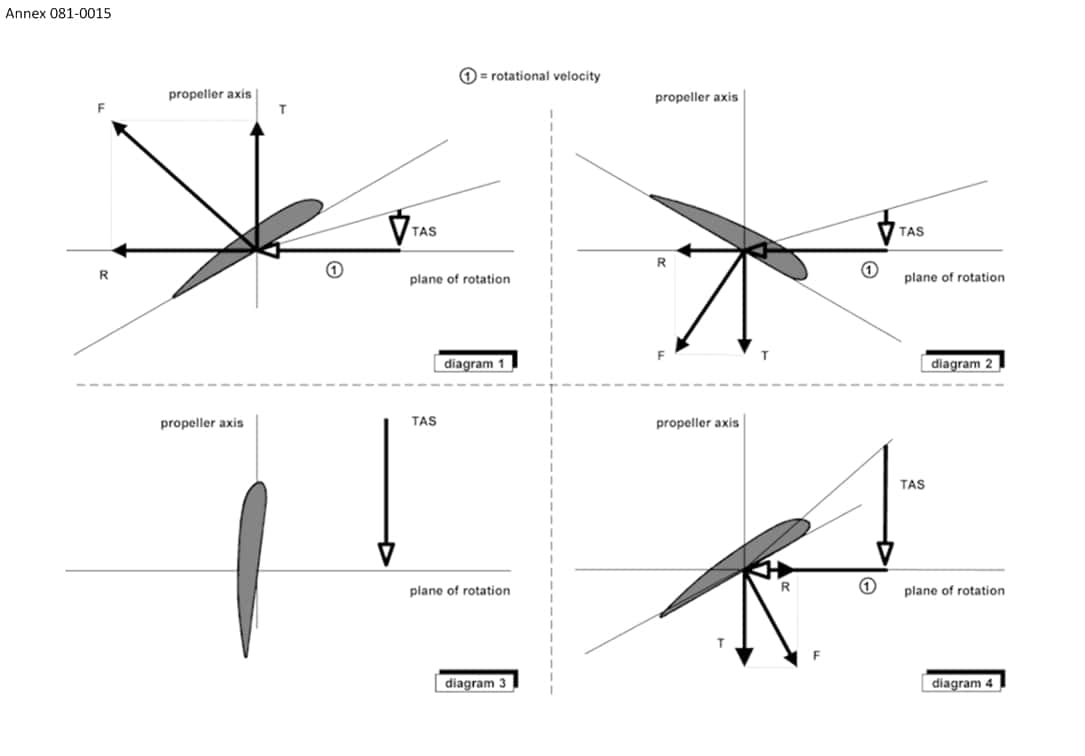 Annex 081-0015
① = rotational velocity
propeller axis
F
T
TAS
R
①
plane of rotation
diagram 1
propeller axis
TAS
R
①
plane of rotation
F
T
diagram 2
propeller axis
TAS
plane of rotation
diagram 3
propeller axis
TAS
R
①
plane of rotation
T
F
diagram 4